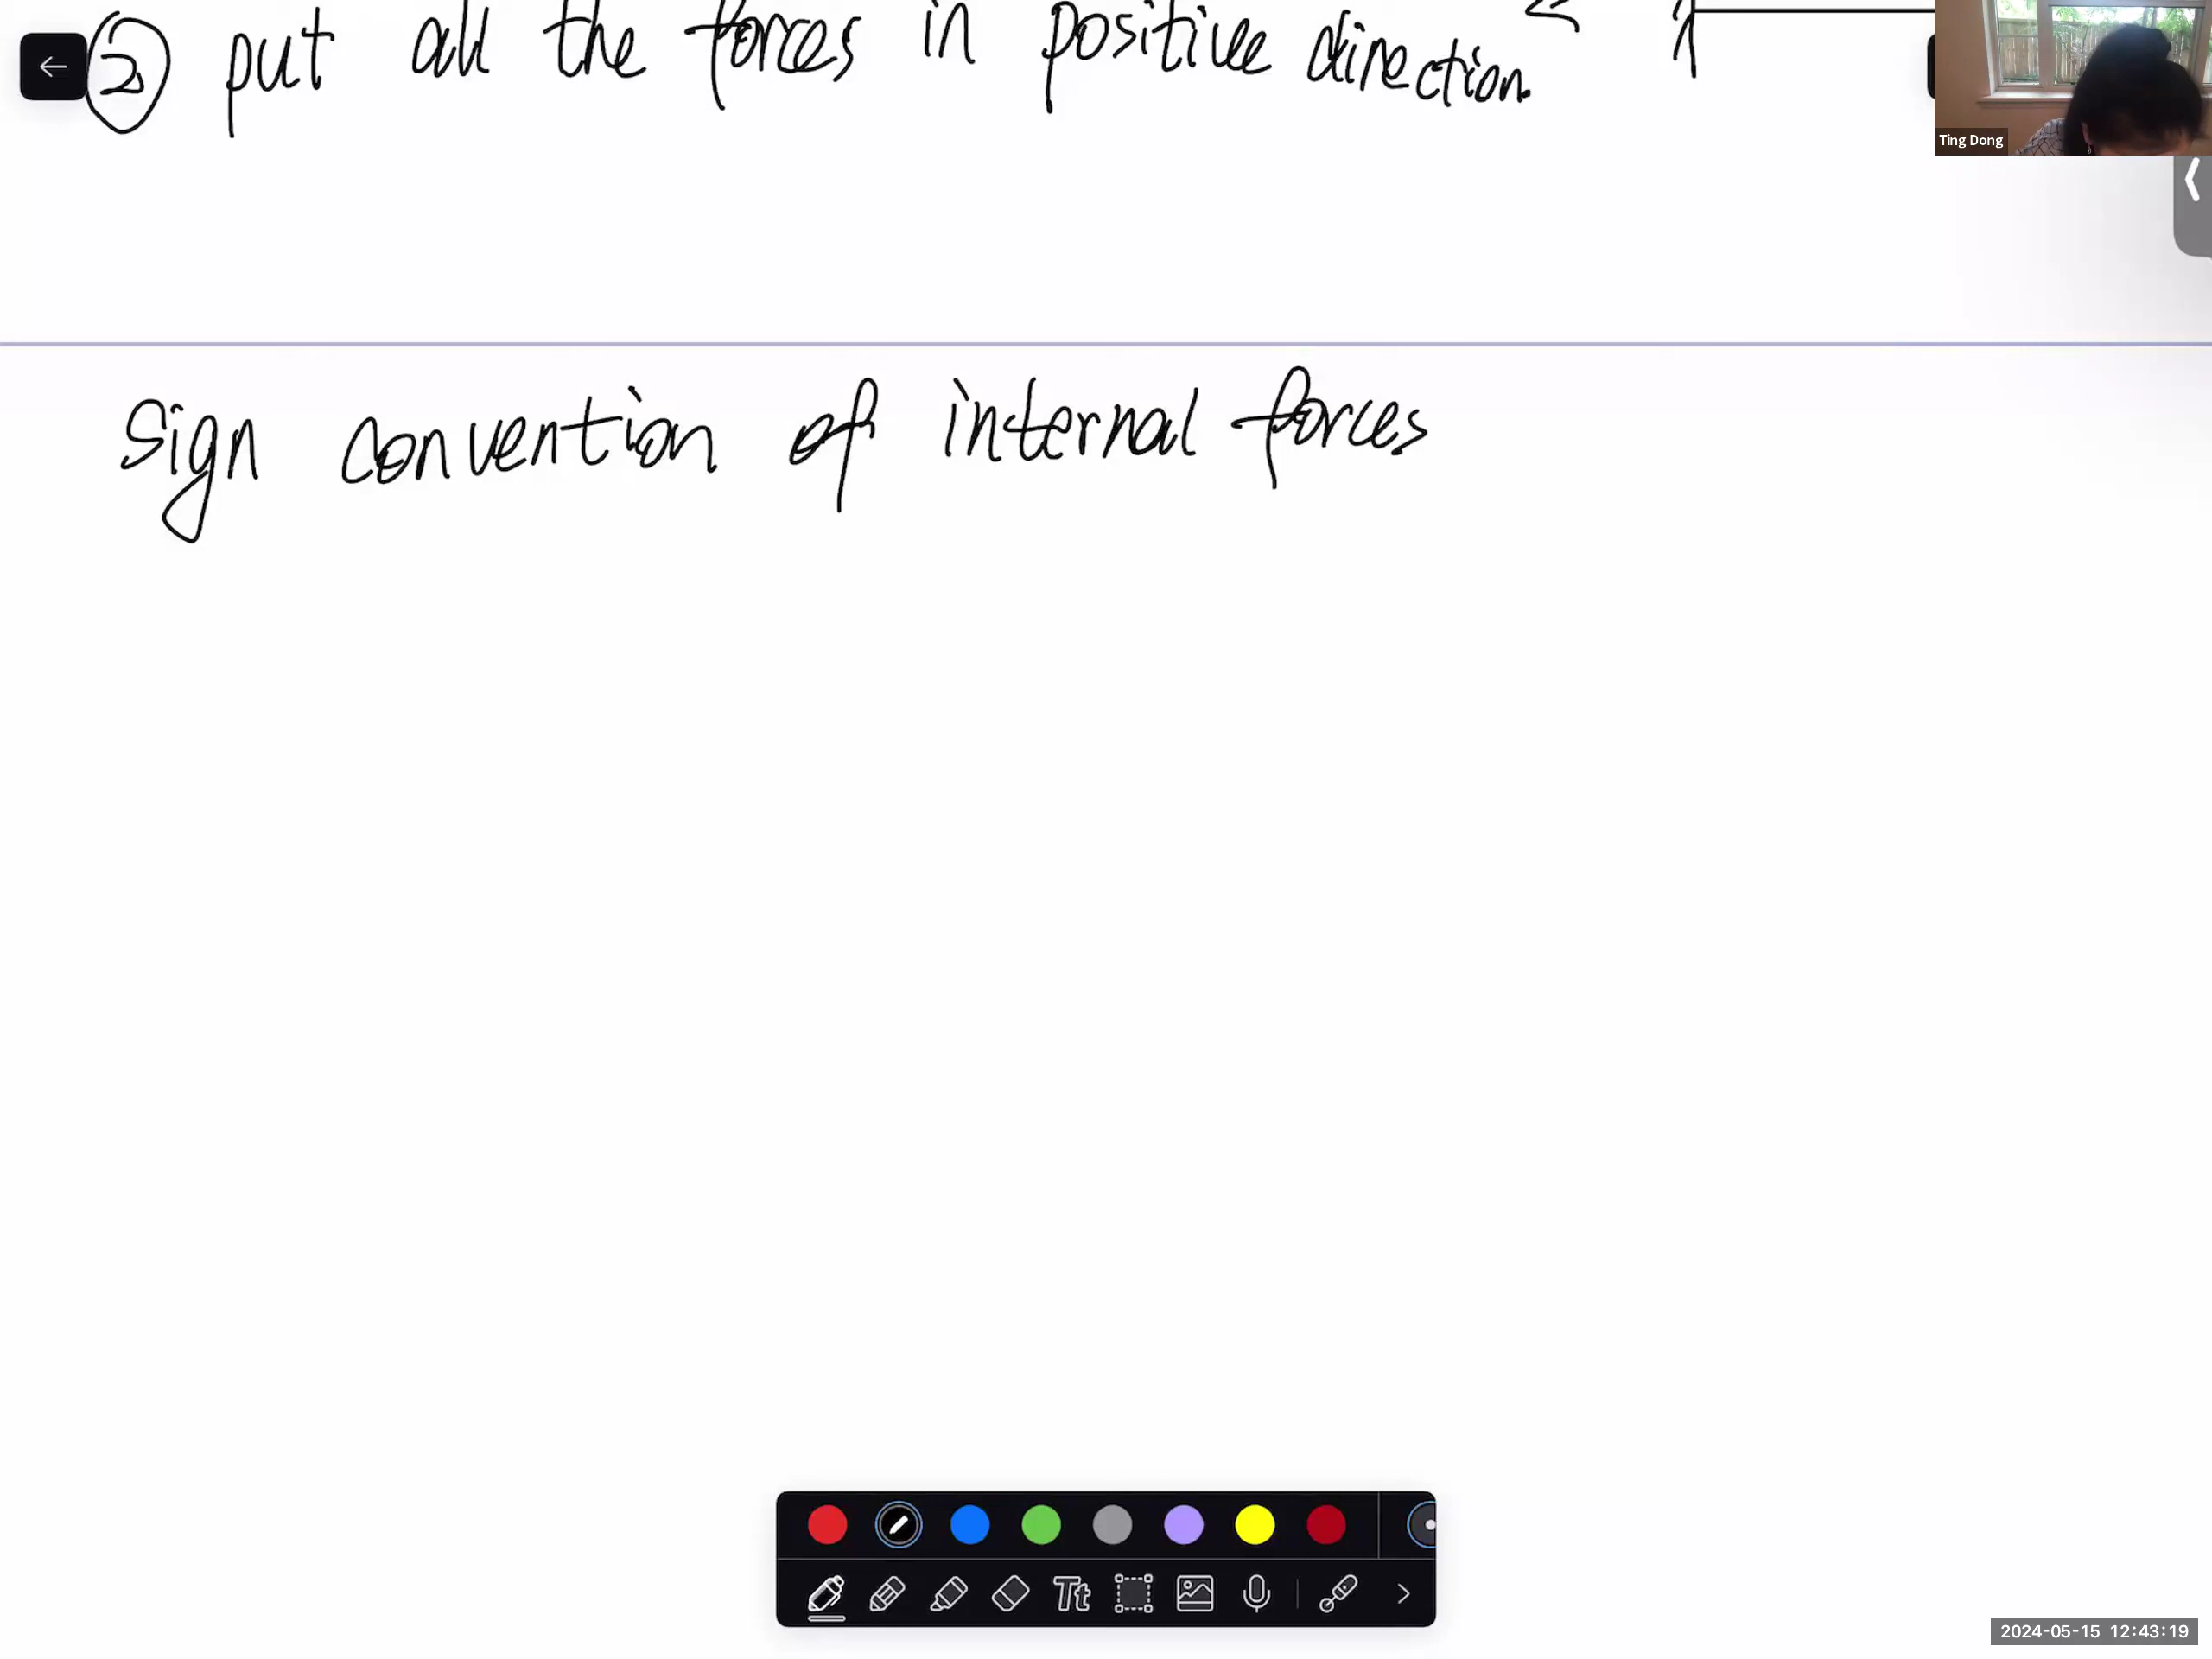 ② put all the forces in positive direction.
Ting Dong
Sign convention of internal forces
Tt
2024-05-15 12:43:19